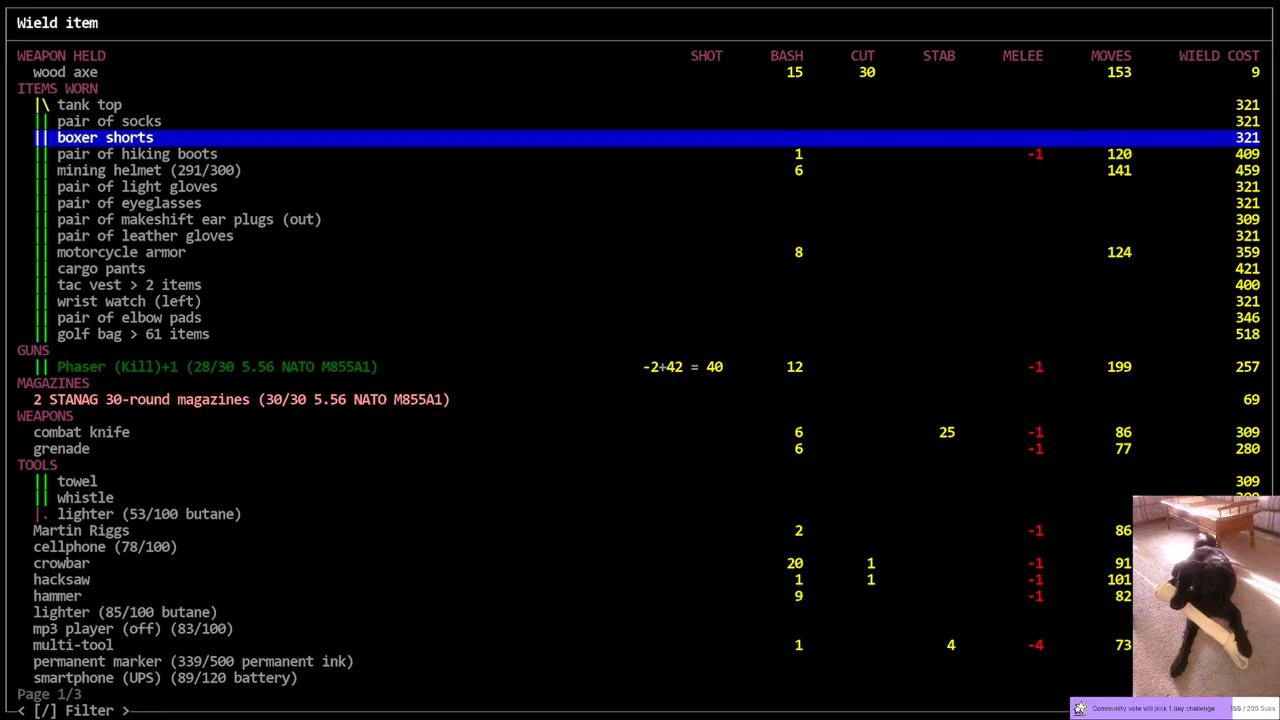 Wield item
WEAPON HELD SHOT BASH CUT STAB MELEE MOVES WIELD COST
wood axe 15 30 153 9
ITEMS WORN
|\ tank top 321
|| pair of socks 321
|| boxer shorts 321
|| pair of hiking boots 1 -1 120 409
|| mining helmet (291/300) 6 141 459
|| pair of light gloves 321
|| pair of eyeglasses 321
|| pair of makeshift ear plugs (out) 309
|| pair of leather gloves 321
|| motorcycle armor 8 124 359
|| cargo pants 421
|| tac vest > 2 items 400
|| wrist watch (left) 321
|| pair of elbow pads 346
|| golf bag > 61 items 518
GUNS
|| Phaser (Kill)+1 (28/30 5.56 NATO M855A1) -2+42 = 40 12 -1 199 257
MAGAZINES
2 STANAG 30-round magazines (30/30 5.56 NATO M855A1) 69
WEAPONS
combat knife 6 25 -1 86 309
grenade 6 -1 77 280
TOOLS
|| towel 309
|| whistle
|. lighter (53/100 butane)
Martin Riggs 2 -1 86
cellphone (78/100)
crowbar 20 1 -1 91
hacksaw 1 1 -1 101
hammer 9 -1 82
lighter (85/100 butane)
mp3 player (off) (83/100)
multi-tool 1 4 -4 73
permanent marker (339/500 permanent ink)
smartphone (UPS) (89/120 battery)
Page 1/3
< [/] Filter >
Community vote will pick 1 day challenge 155 / 200 Subs